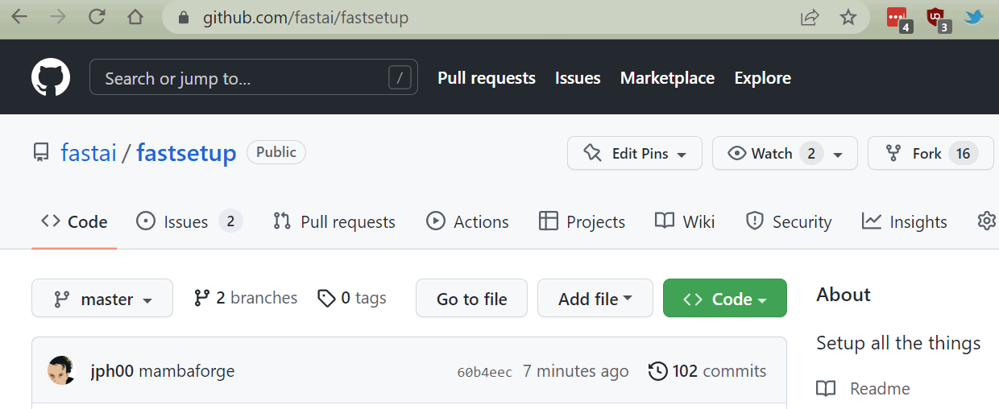 github.com/fastai/fastsetup
4 3
Search or jump to... / Pull requests Issues Marketplace Explore
fastai / fastsetup Public Edit Pins Watch 2 Fork 16
Code Issues 2 Pull requests Actions Projects Wiki Security Insights
master 2 branches 0 tags Go to file Add file Code About
Setup all the things
jph00 mambaforge 60b4eec 7 minutes ago 102 commits
Readme